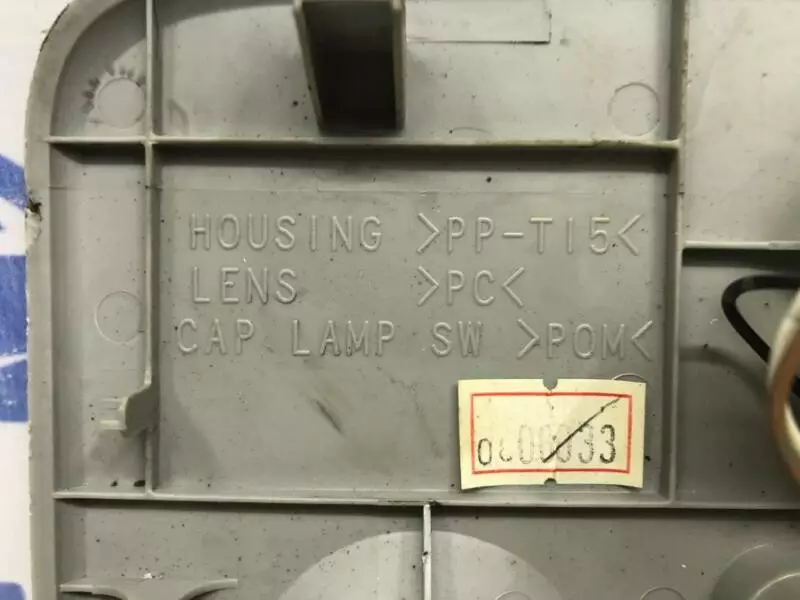 HOUSING >PP-T15<
LENS >PC<
CAP LAMP SW >POM<